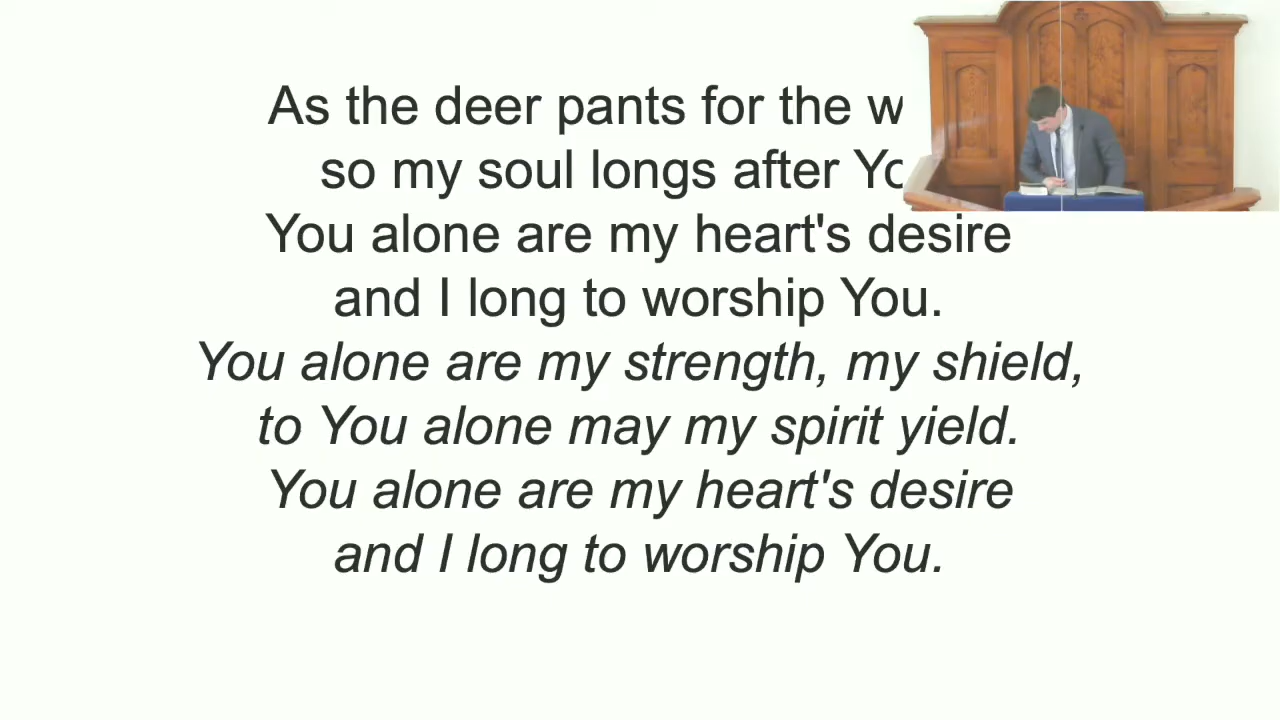 As the deer pants for the
so my soul longs after
You alone are my heart's desire
and I long to worship You.
You alone are my strength, my shield,
to You alone may my spirit yield.
You alone are my heart's desire
and I long to worship You.